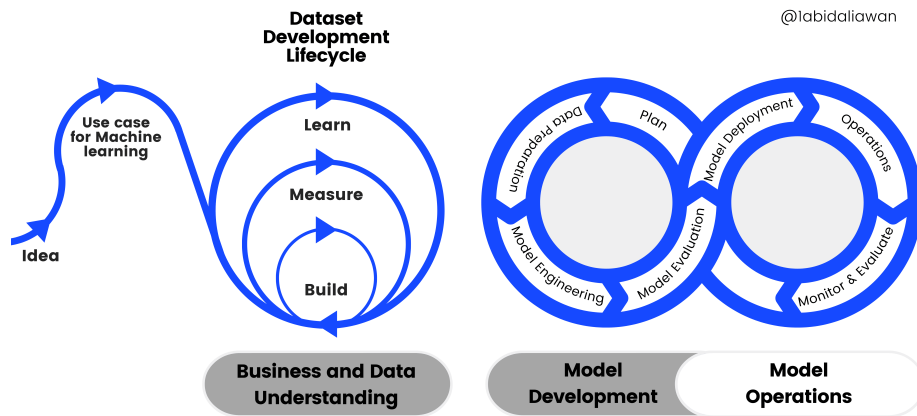 @1abidaliawan
Dataset
Development
Lifecycle
Use case
for Machine
learning
Idea
Learn
Measure
Build
Plan
Data Preparation
Model Engineering
Model Evaluation
Model Deployment
Operations
Monitor & Evaluate
Business and Data
Understanding
Model
Development
Model
Operations